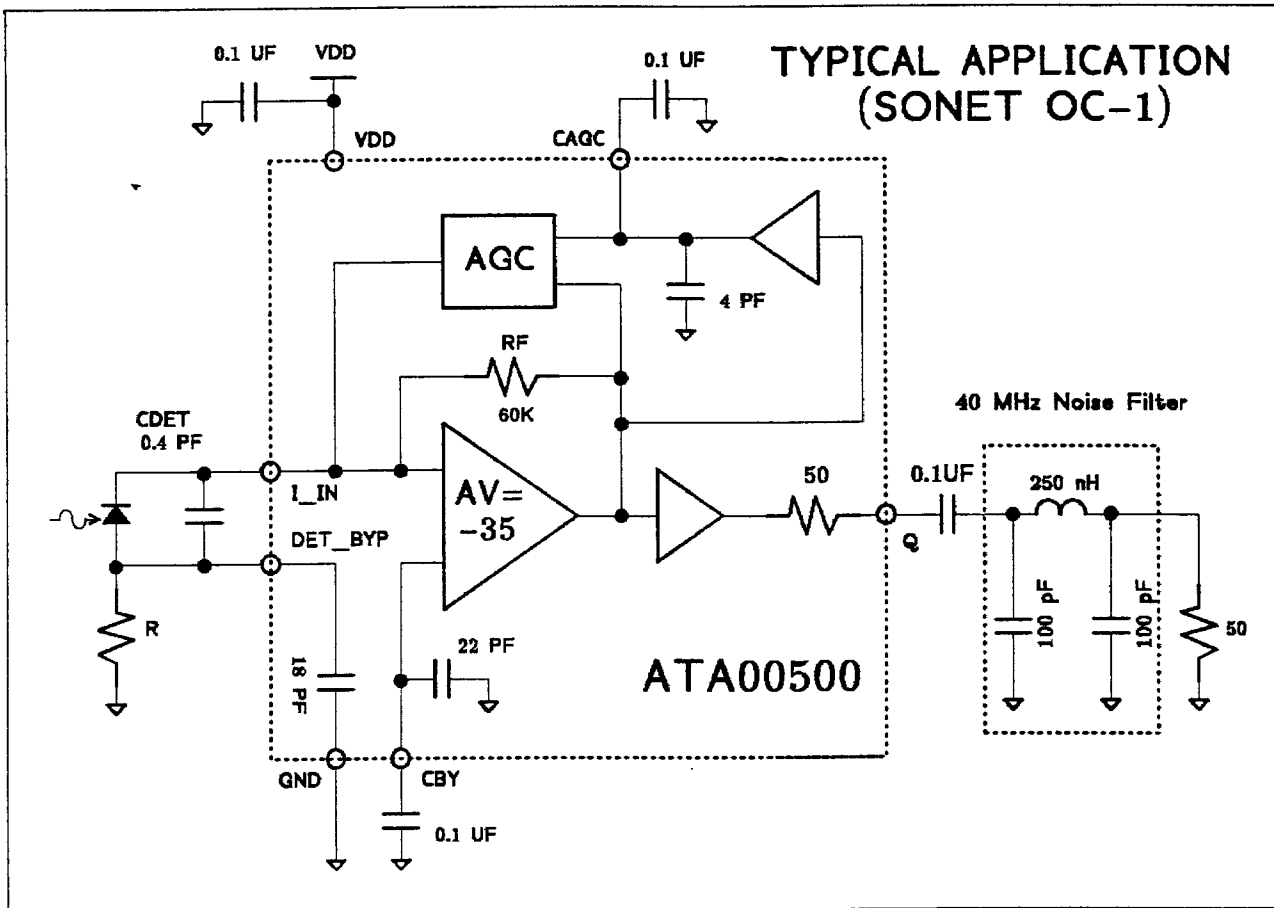 0.1 UF
VDD
0.1 UF
TYPICAL APPLICATION
(SONET OC-1)
VDD
CAGC
AGC
4 PF
RF
60K
CDET
0.4 PF
40 MHz Noise Filter
I_IN
AV=
-35
50
0.1UF
250 nH
DET_BYP
Q
R
18 PF
22 PF
ATA00500
100 pF
100 pF
50
GND
CBY
0.1 UF